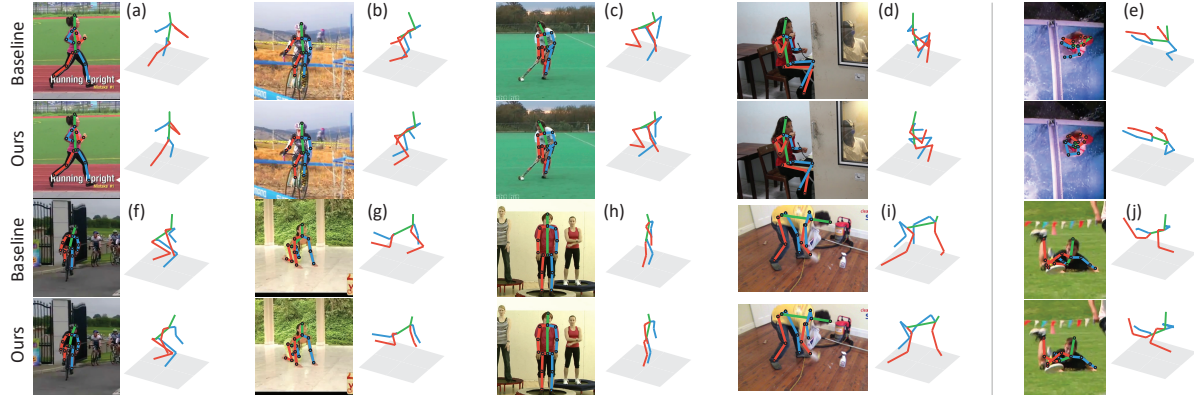 Baseline
(a)
(b)
(c)
(d)
(e)
Running Upright
Ours
Running Upright
Baseline
(f)
(g)
(h)
(i)
(j)
Ours